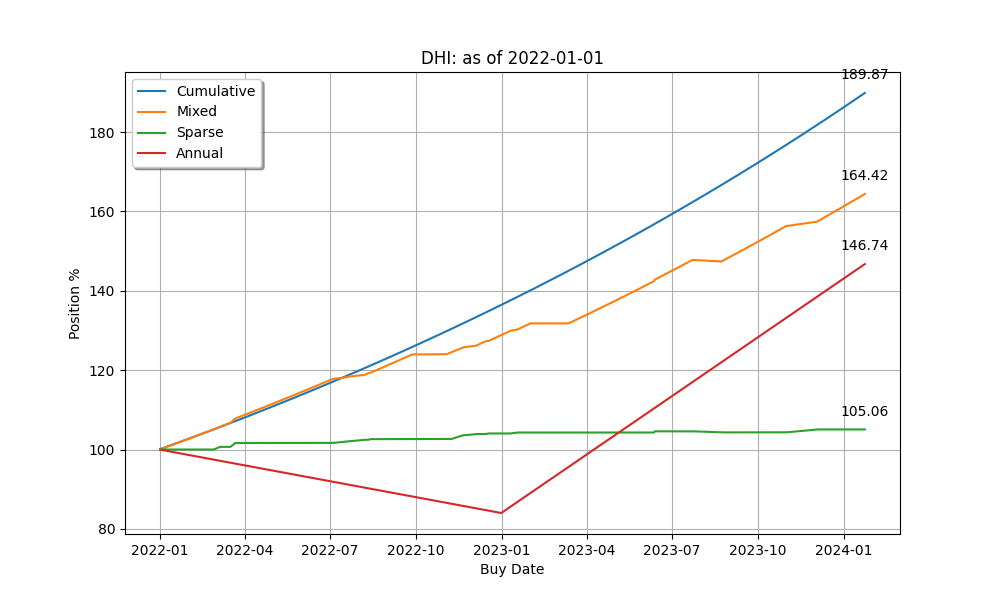 DHI: as of 2022-01-01
189.87
Cumulative
Mixed
Sparse
Annual
180
164.42
160
146.74
140
120
105.06
100
80
Position %
2022-01 2022-04 2022-07 2022-10 2023-01 2023-04 2023-07 2023-10 2024-01
Buy Date